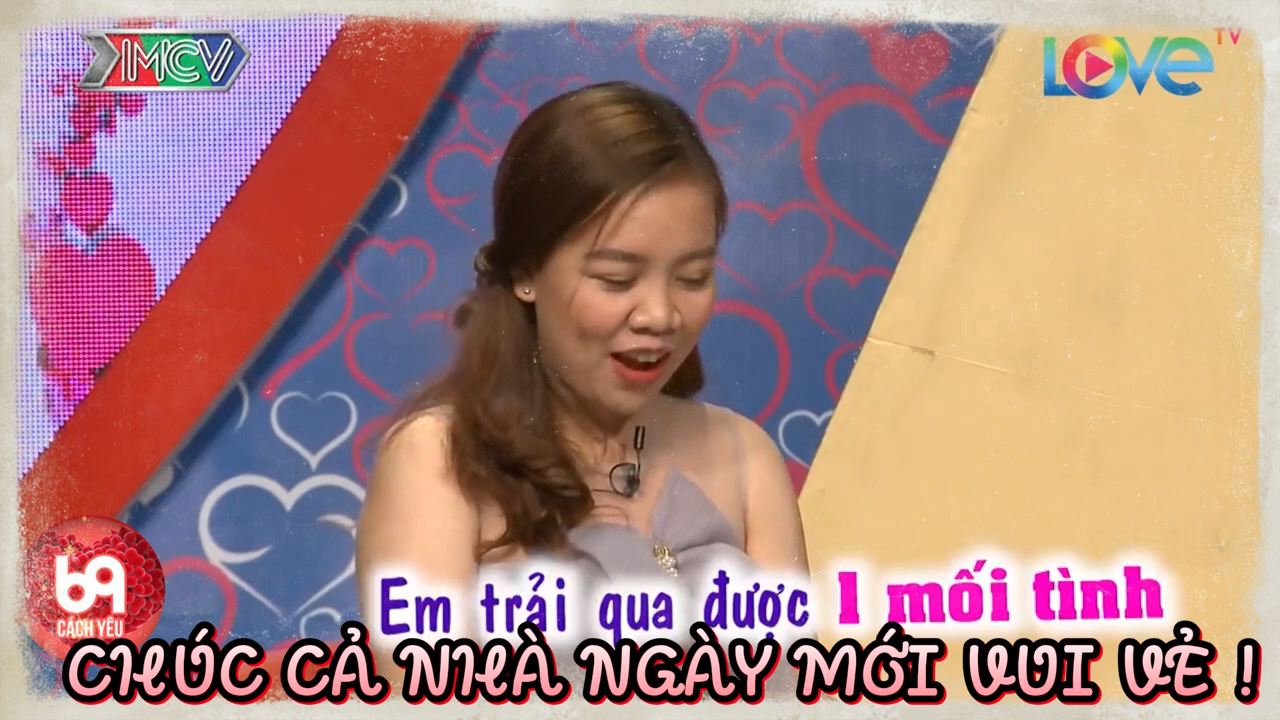 MCV
LOVE TV
Em trải qua được 1 mối tình
69
CÁCH YÊU
CHÚC CẢ NHÀ NGÀY MỚI VUI VẺ !